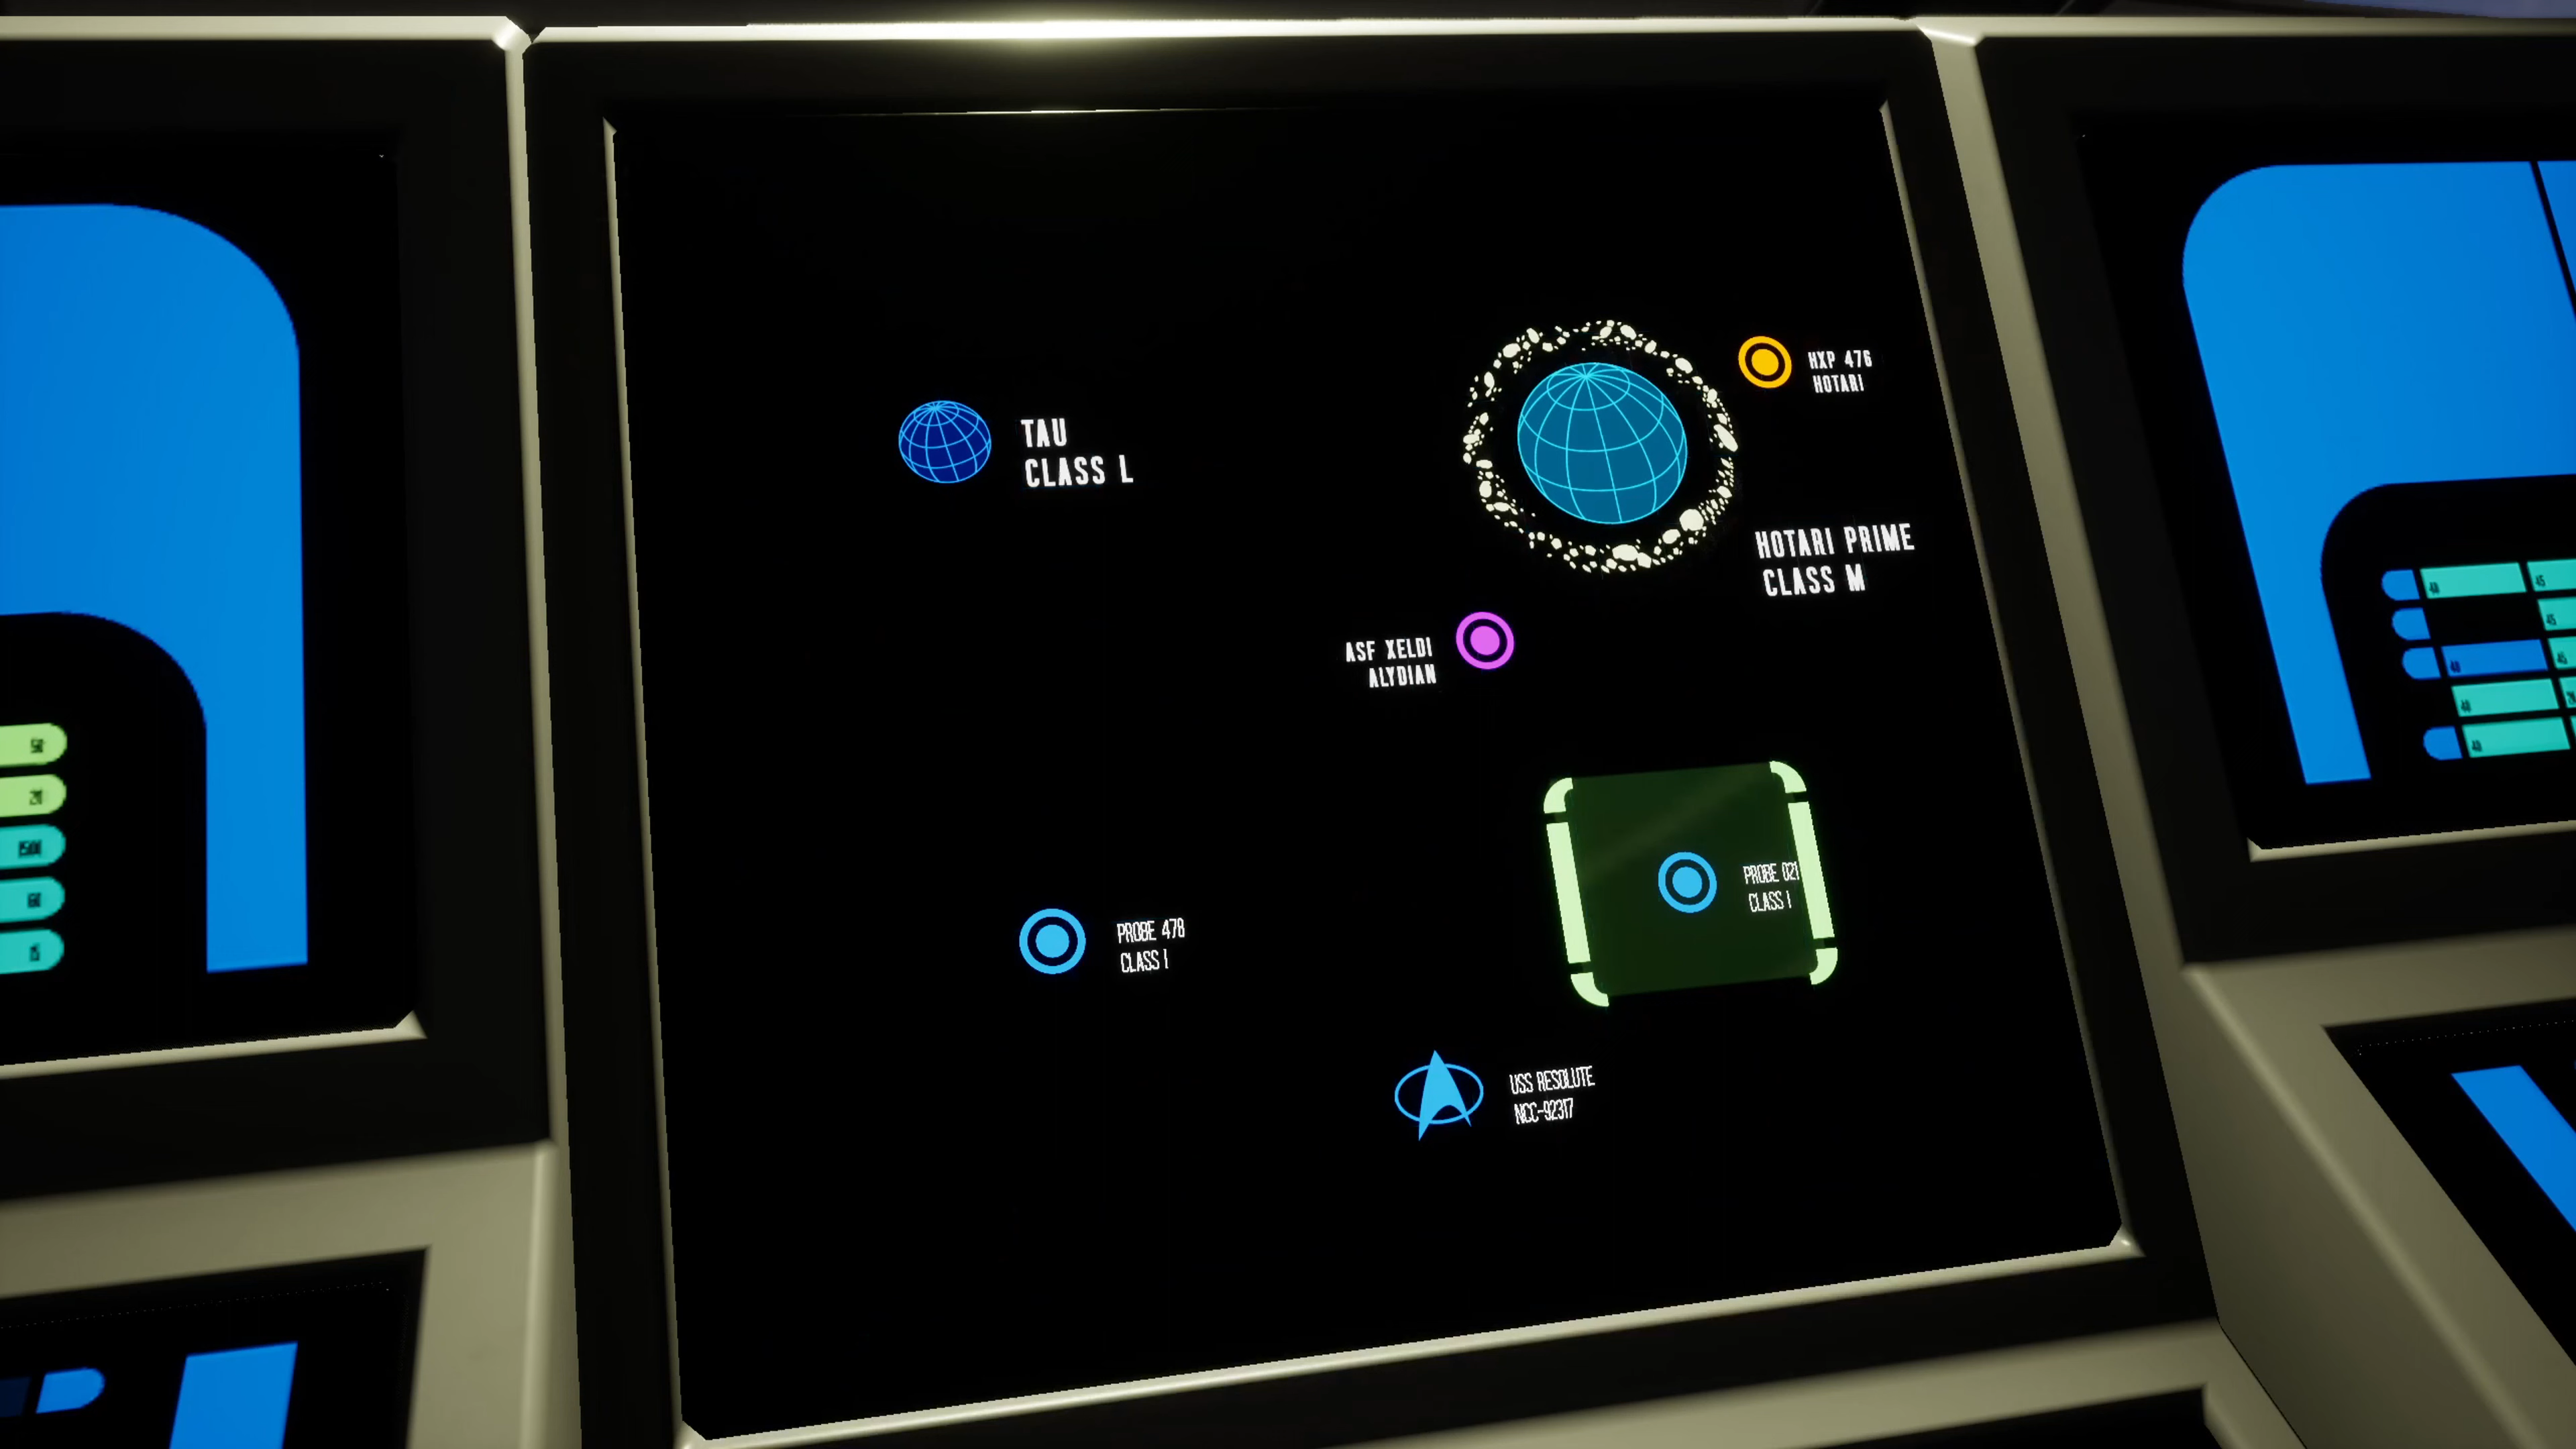 HXP 476
HOTARI
TAU
CLASS L
HOTARI PRIME
CLASS M
ASF XELDI
ALYDIAN
PROBE 021
CLASS I
PROBE 478
CLASS I
USS RESOLUTE
NCC-92317